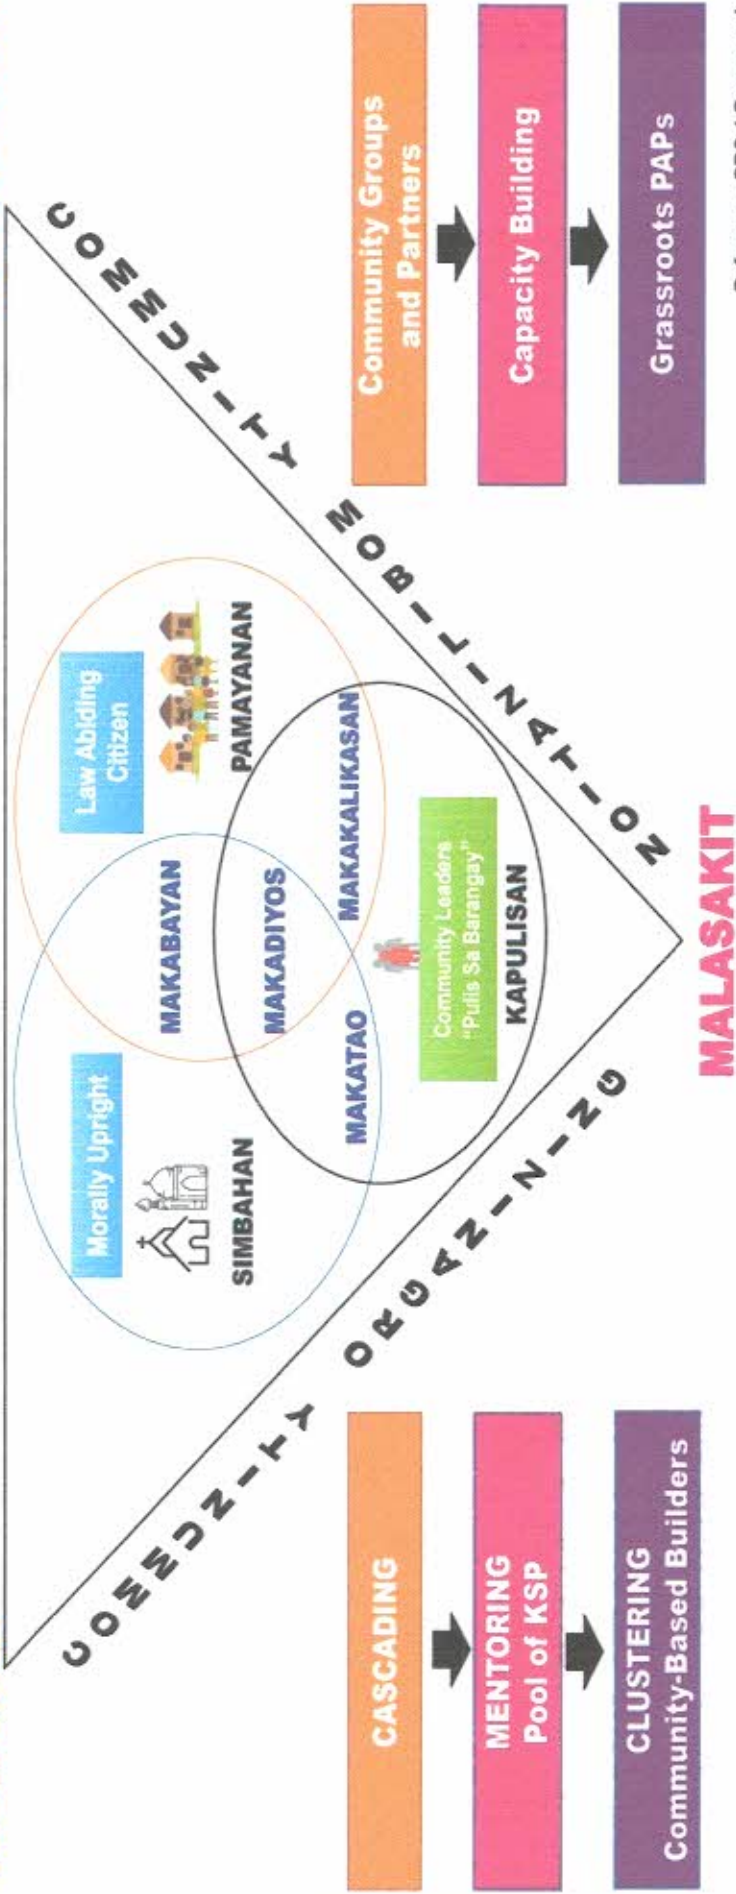 Morally Upright
SIMBAHAN
Law Abiding
Citizen
PAMAYANAN
MAKABAYAN
MAKADIYOS
MAKATAO
MAKAKALIKASAN
Community Leaders
"Pulis Sa Barangay"
KAPULISAN
COMMUNITY ORGANIZING
COMMUNITY MOBILIZATION
CASCADING
MENTORING
Pool of KSP
CLUSTERING
Community-Based Builders
Community Groups
and Partners
Capacity Building
Grassroots PAPs
MALASAKIT